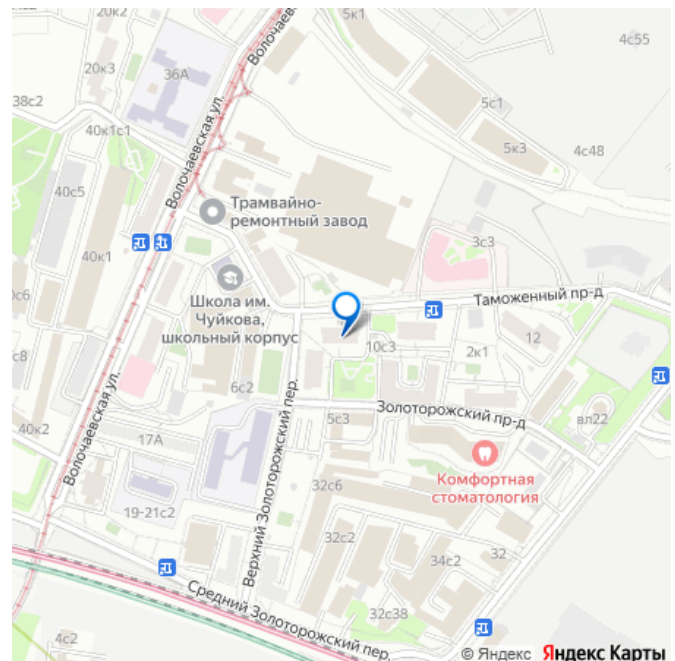 20к2
5к1
4с55
20к3
36А
Волочаевская ул.
38с2
5с1
40к1с1
5к3
4с48
Волочаевская ул.
40с5
Трамвайно-
ремонтный завод
3с3
40к1
Школа им.
Чуйкова,
школьный корпус
Таможенный пр-д
12
10с3
2к1
6с2
Золоторожский пр-д
5с3
вл22
Волочаевская ул.
40к2
17А
Верхний Золоторожский пер.
Комфортная
стоматология
32с6
19-21с2
32с2
34с2
32
Средний Золоторожский пер.
32с38
4с2
© Яндекс Яндекс Карты